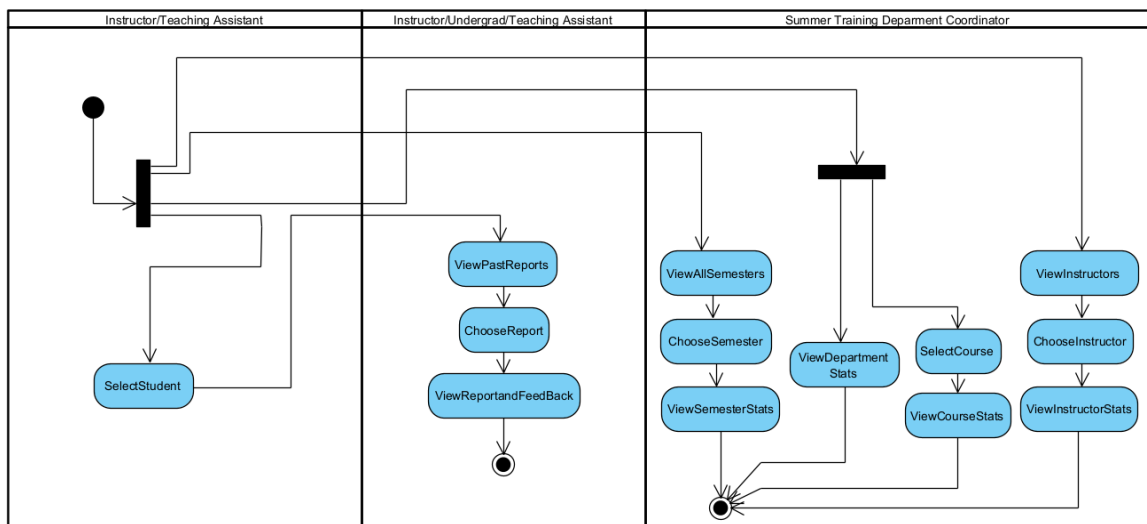 Instructor/Teaching Assistant
Instructor/Undergrad/Teaching Assistant
Summer Training Deparment Coordinator
ViewPastReports
ChooseReport
ViewReportandFeedBack
SelectStudent
ViewAllSemesters
ChooseSemester
ViewSemesterStats
ViewDepartment
Stats
SelectCourse
ViewCourseStats
ViewInstructors
ChooseInstructor
ViewInstructorStats